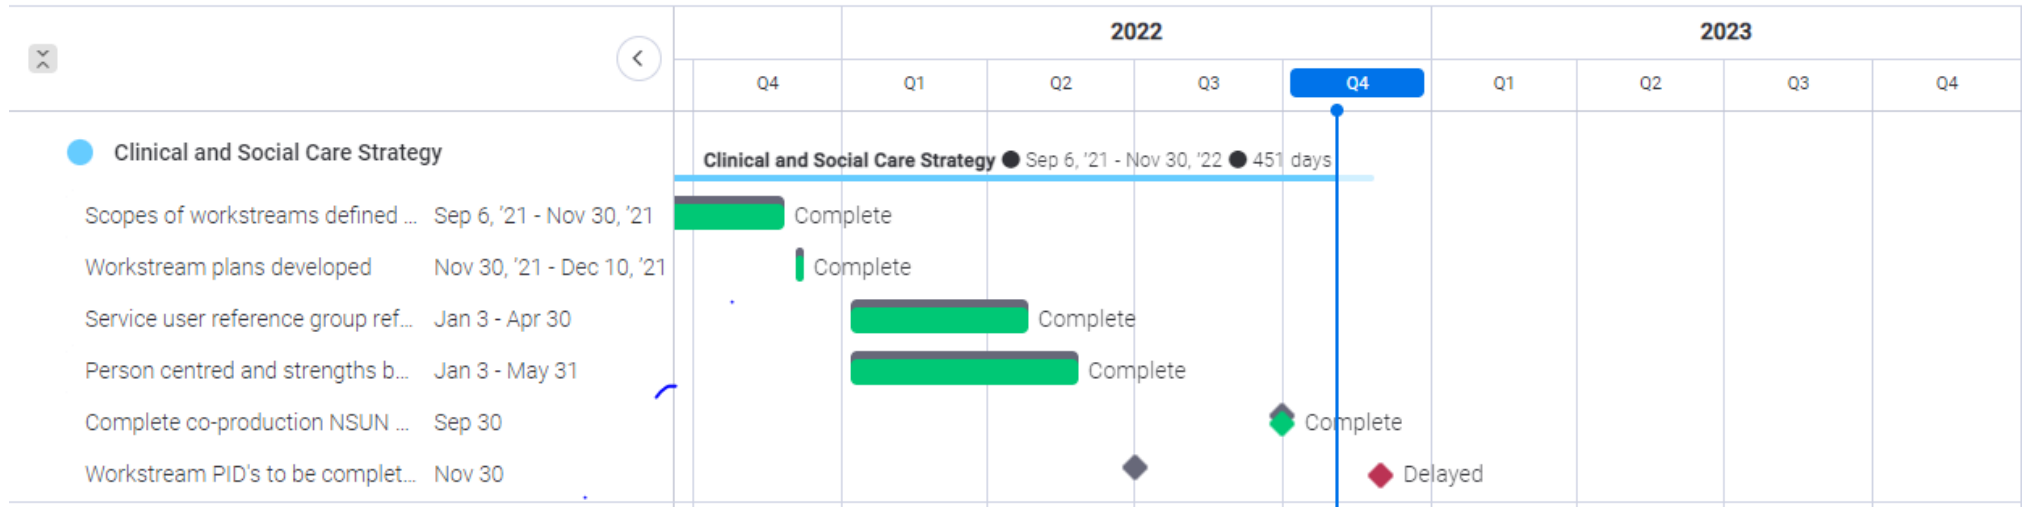 2022 2023
Q4 Q1 Q2 Q3 Q4 Q1 Q2 Q3 Q4
Clinical and Social Care Strategy
Clinical and Social Care Strategy ● Sep 6, '21 - Nov 30, '22 ● 451 days
Scopes of workstreams defined ... Sep 6, '21 - Nov 30, '21 Complete
Workstream plans developed Nov 30, '21 - Dec 10, '21 Complete
Service user reference group ref... Jan 3 - Apr 30 Complete
Person centred and strengths b... Jan 3 - May 31 Complete
Complete co-production NSUN ... Sep 30 Complete
Workstream PID's to be complet... Nov 30 Delayed